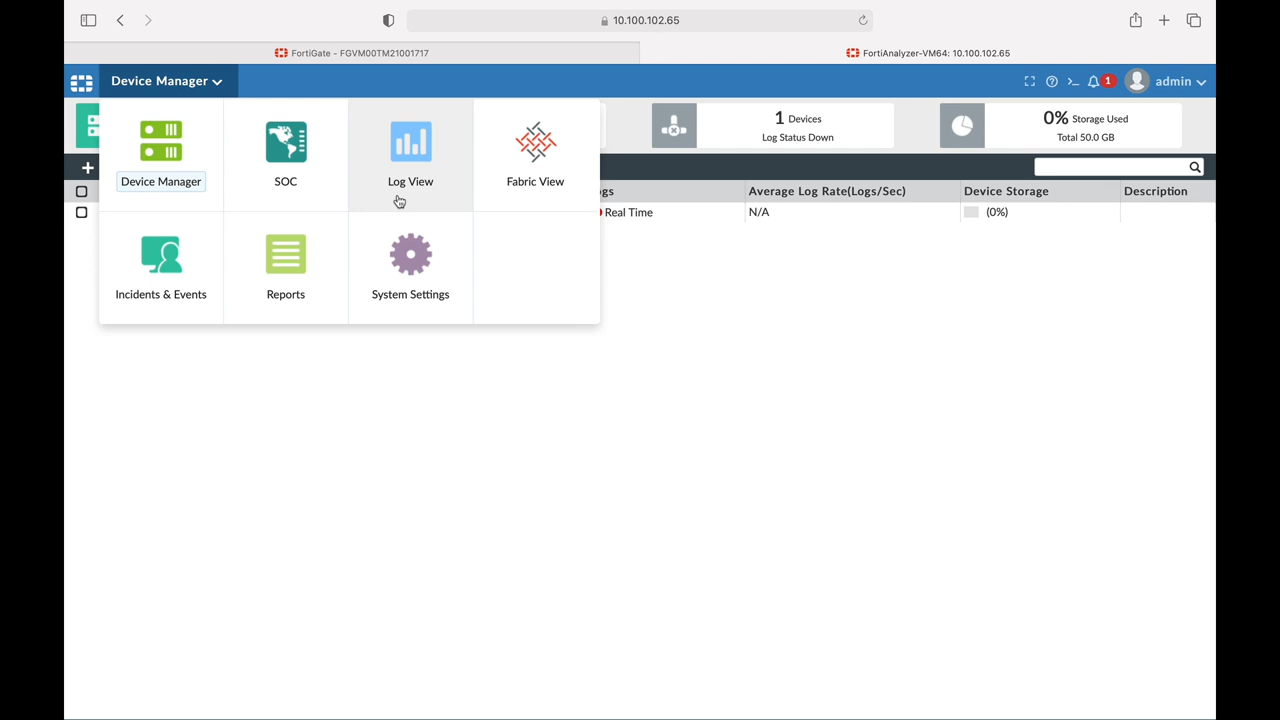 10.100.102.65
FortiGate - FGVM00TM21001717
FortiAnalyzer-VM64: 10.100.102.65
Device Manager
1
admin
1 Devices
Log Status Down
0% Storage Used
Total 50.0 GB
Device Manager
SOC
Log View
Fabric View
Incidents & Events
Reports
System Settings
gs
Average Log Rate(Logs/Sec)
Device Storage
Description
Real Time
N/A
(0%)